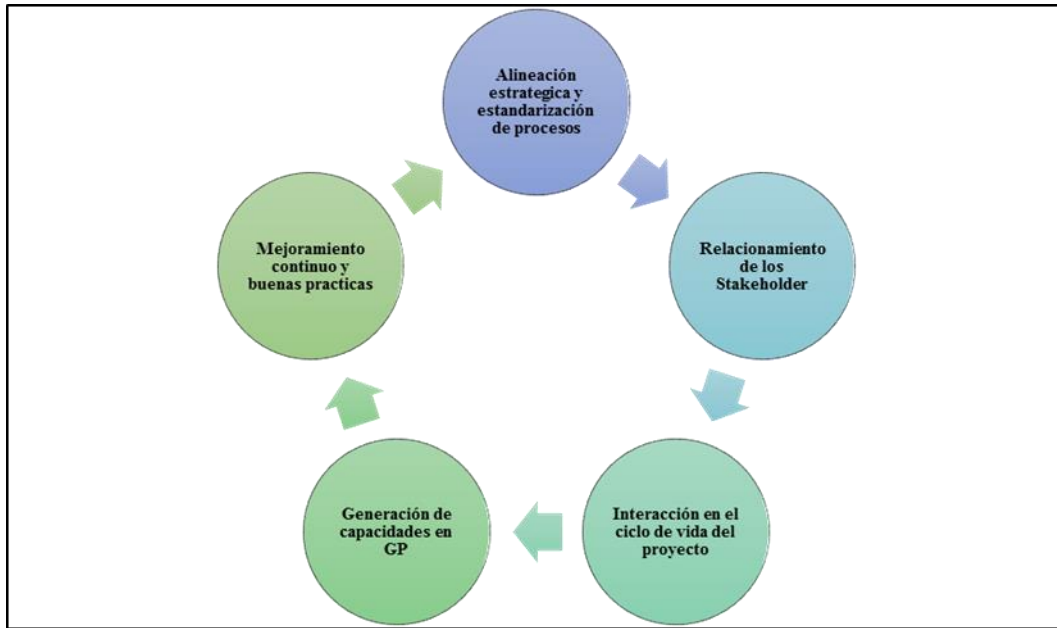 Alineación
estrategica y
estandarización
de procesos
Relacionamiento
de los
Stakeholder
Interacción en el
ciclo de vida del
proyecto
Generación de
capacidades en
GP
Mejoramiento
continuo y
buenas practicas